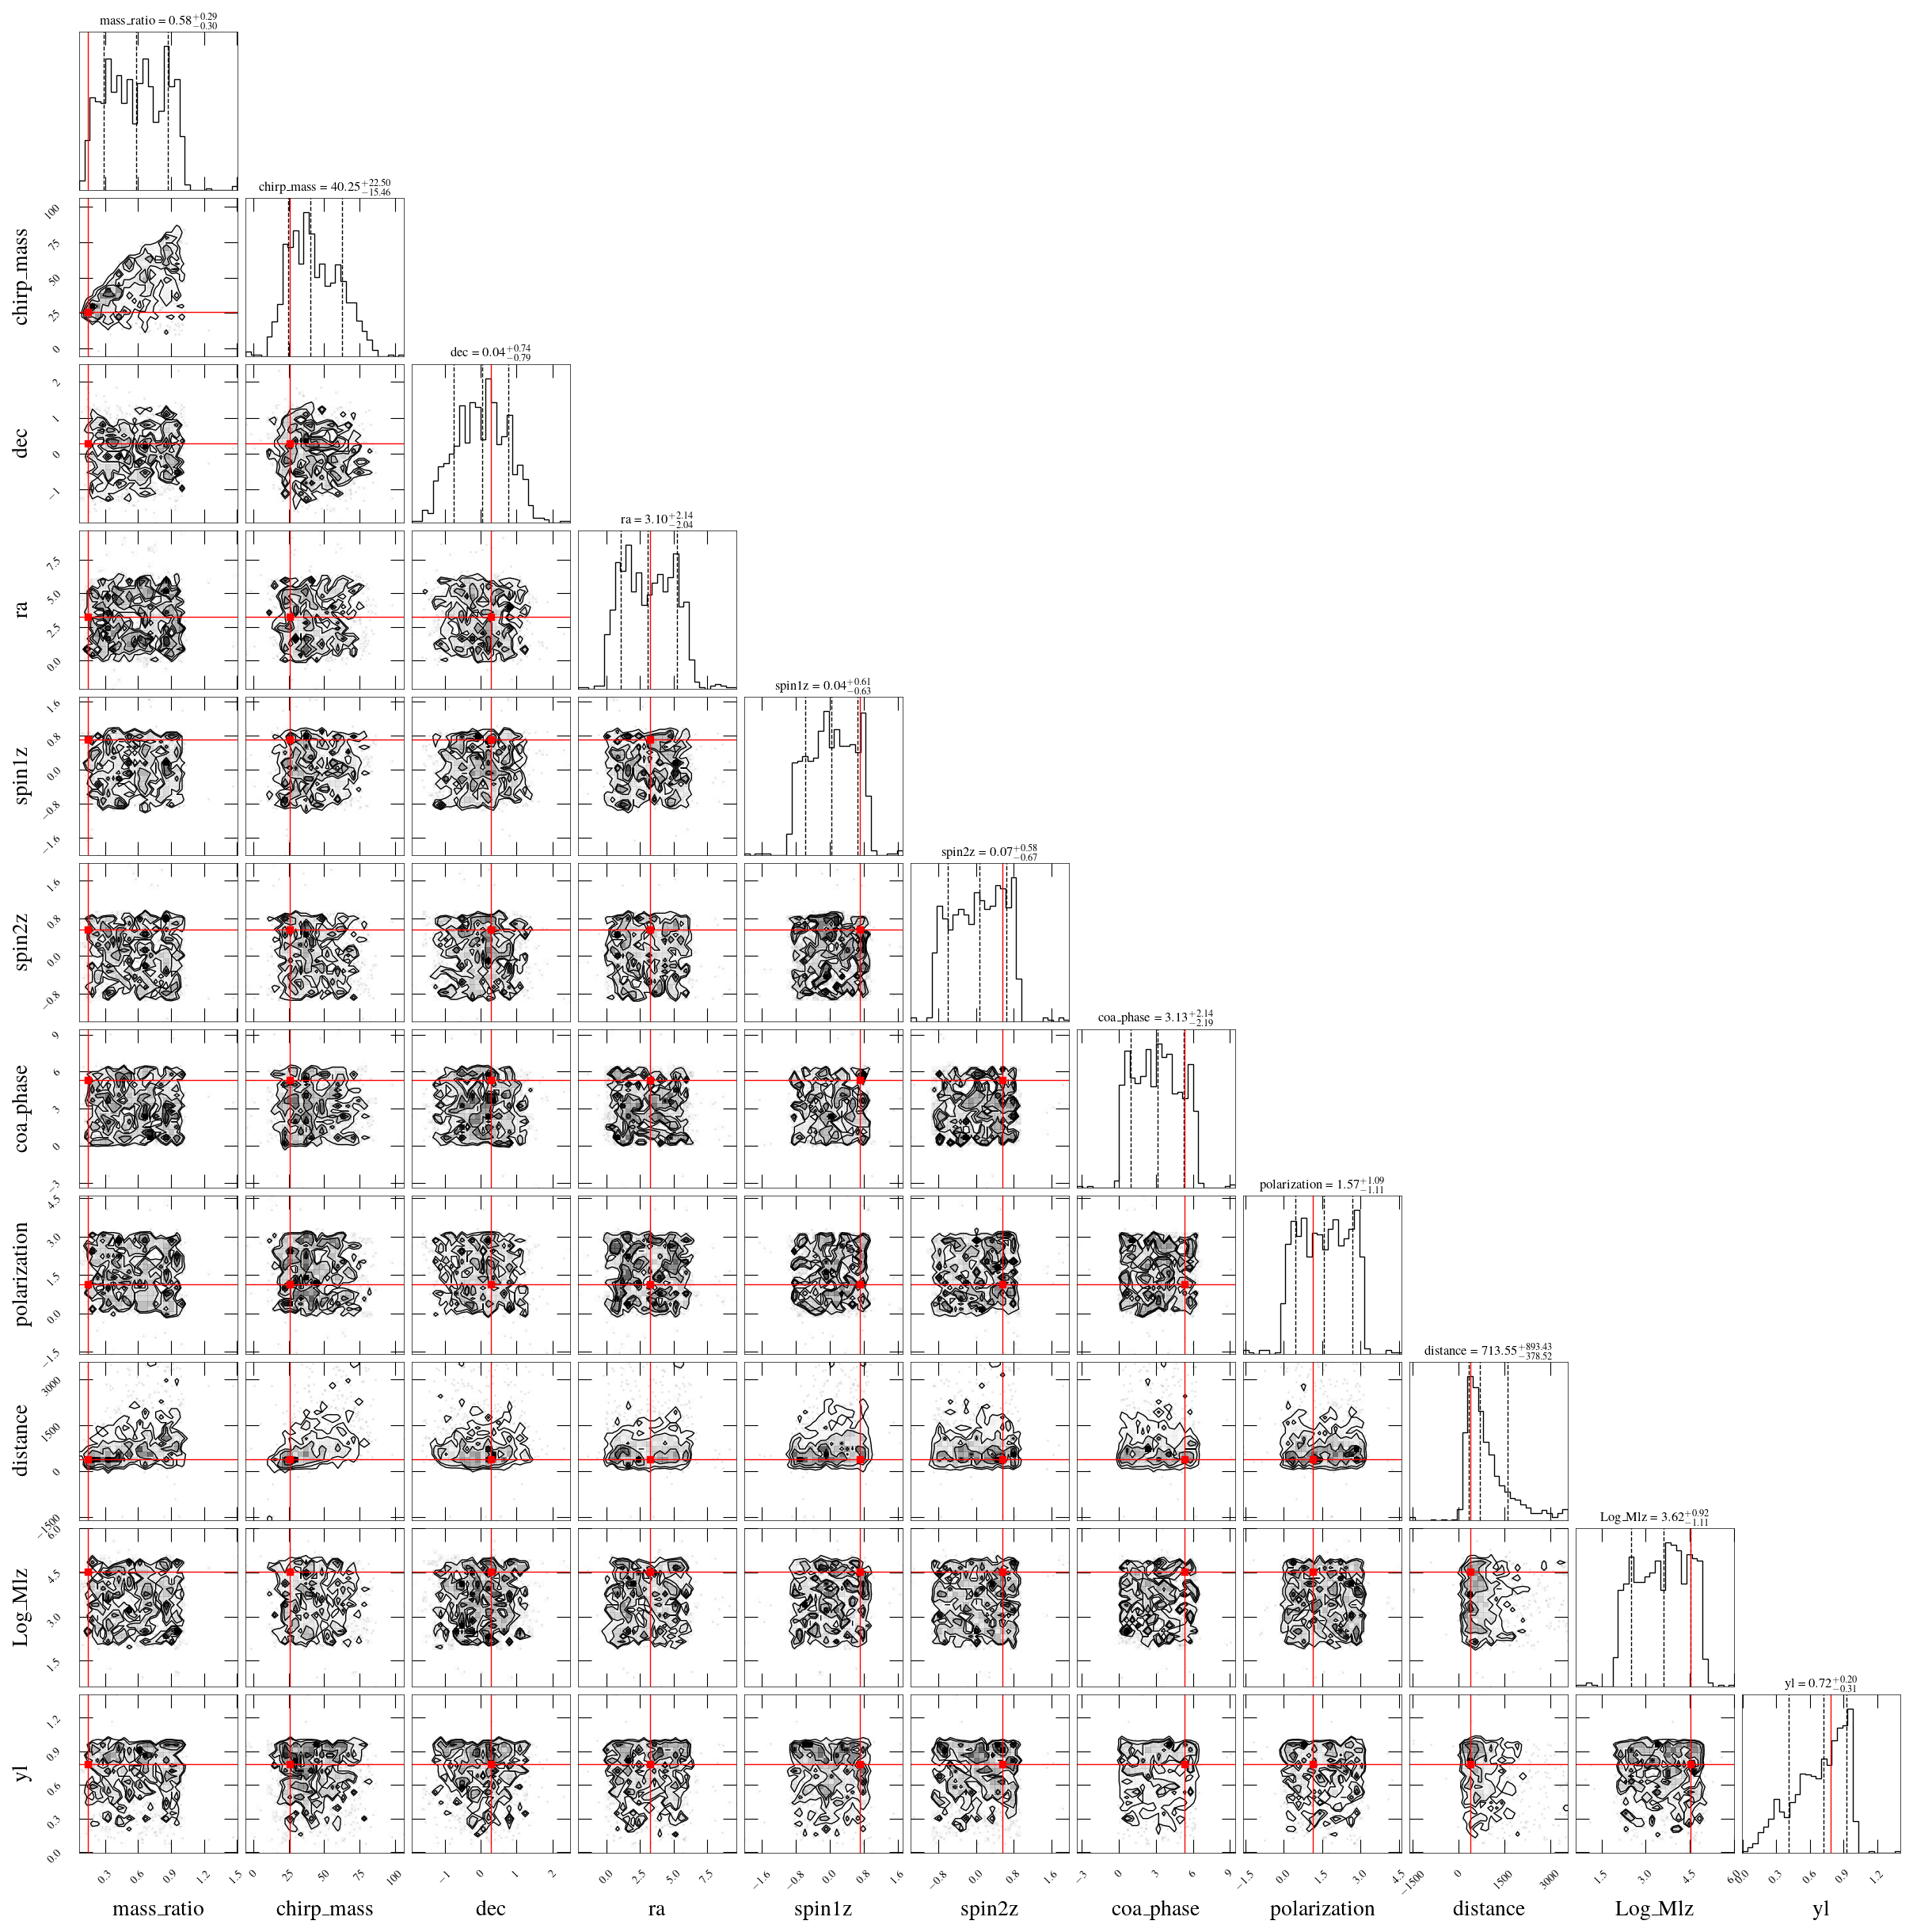 mass_ratio = 0.58+0.29−0.30
chirp_mass = 40.25+22.50−15.46
100
75
50
25
0
chirp_mass
dec = 0.04+0.74−0.79
2
1
0
−1
dec
ra = 3.10+2.14−2.04
7.5
5.0
2.5
0.0
ra
spin1z = 0.04+0.61−0.63
1.6
0.8
0.0
−0.8
−1.6
spin1z
spin2z = 0.07+0.58−0.67
1.6
0.8
0.0
−0.8
spin2z
coa_phase = 3.13+2.14−2.19
9
6
3
0
−3
coa_phase
polarization = 1.57+1.09−1.11
4.5
3.0
1.5
0.0
−1.5
polarization
distance = 713.55+893.43−378.52
3000
1500
0
−1500
distance
Log_Mlz = 3.62+0.92−1.11
6.0
4.5
3.0
1.5
Log_Mlz
yl = 0.72+0.20−0.31
1.2
0.9
0.6
0.3
0.0
yl
0.3 0.6 0.9 1.2 1.5 0 25 50 75 100 −1 0 1 2 0.0 2.5 5.0 7.5 −1.6 −0.8 0.0 0.8 1.6 −0.8 0.0 0.8 1.6 −3 0 3 6 9 −1.5 0.0 1.5 3.0 4.5 −1500 0 1500 3000 1.5 3.0 4.5 6.0 0.0 0.3 0.6 0.9 1.2
mass_ratio chirp_mass dec ra spin1z spin2z coa_phase polarization distance Log_Mlz yl